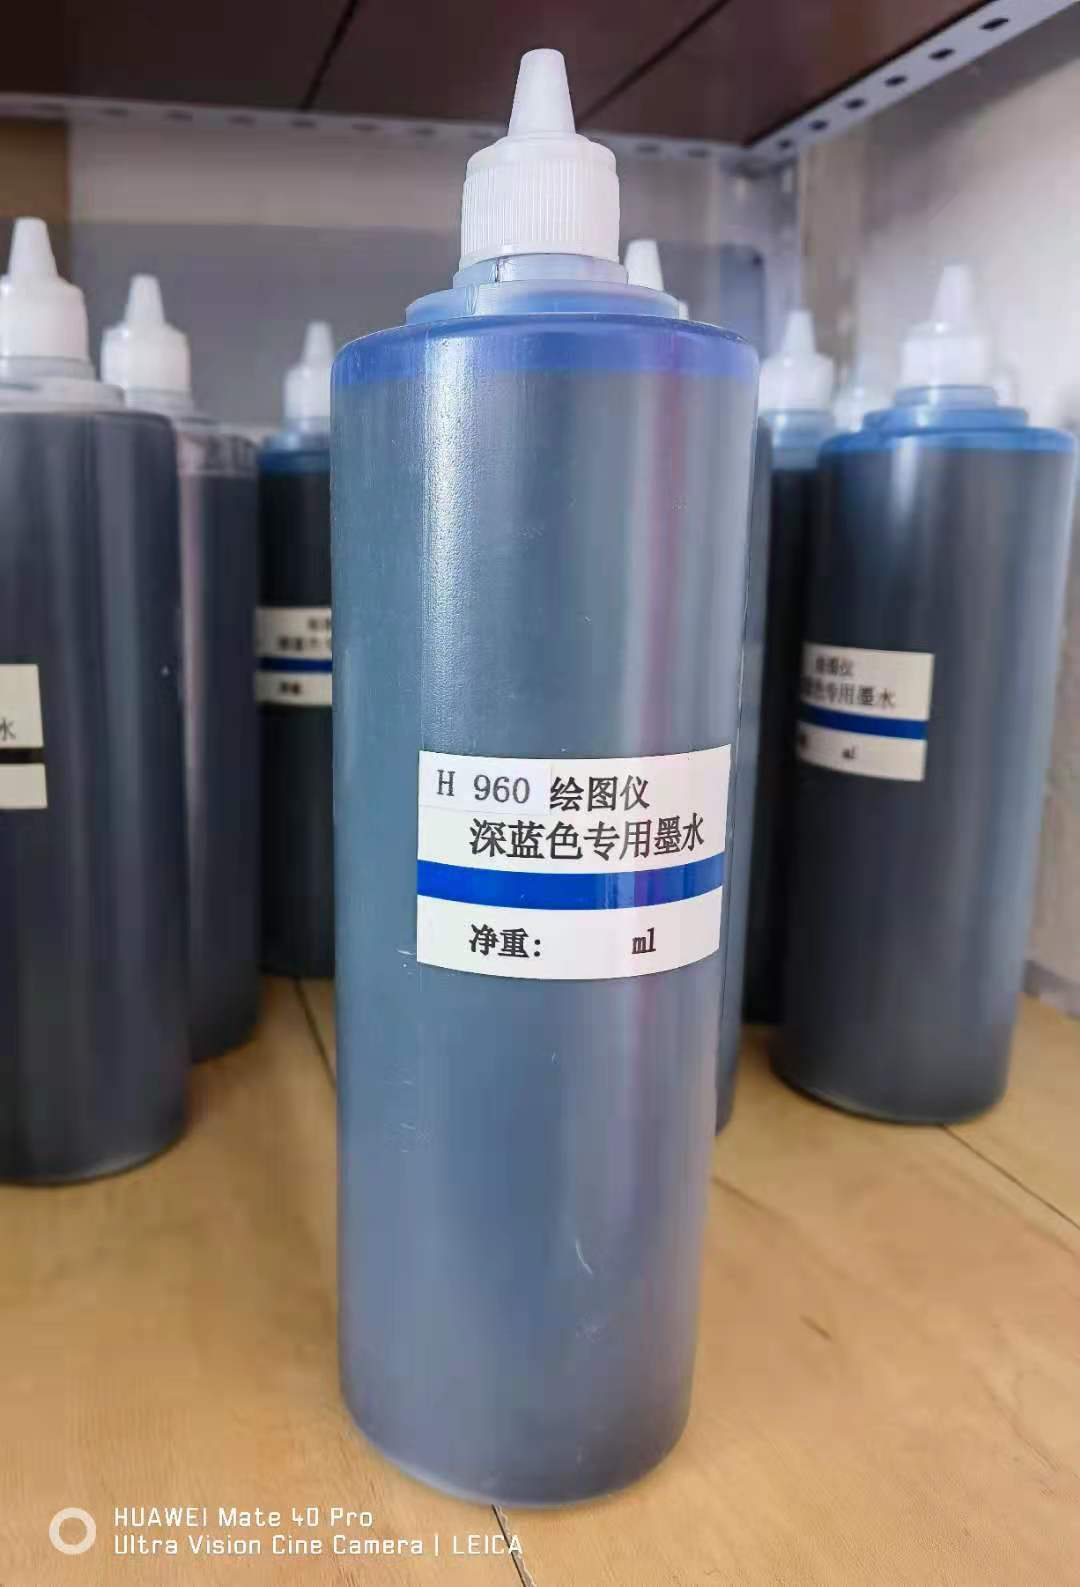 H 960 绘图仪
深蓝色专用墨水
净重: ml
水
绘图仪
蓝色专用墨水
ml
HUAWEI Mate 40 Pro
Ultra Vision Cine Camera | LEICA